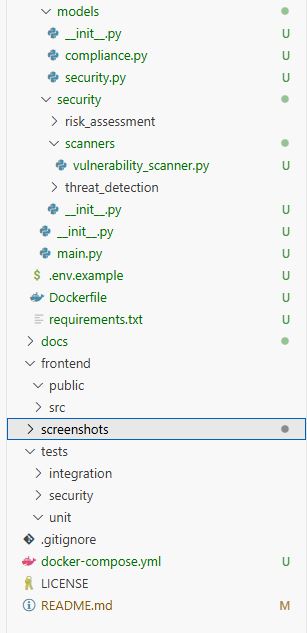 models
__init__.py U
compliance.py U
security.py U
security
risk_assessment
scanners
vulnerability_scanner.py U
threat_detection
__init__.py U
__init__.py U
main.py U
$ .env.example U
Dockerfile U
requirements.txt U
docs
frontend
public
src
screenshots
tests
integration
security
unit
.gitignore
docker-compose.yml U
LICENSE
README.md M